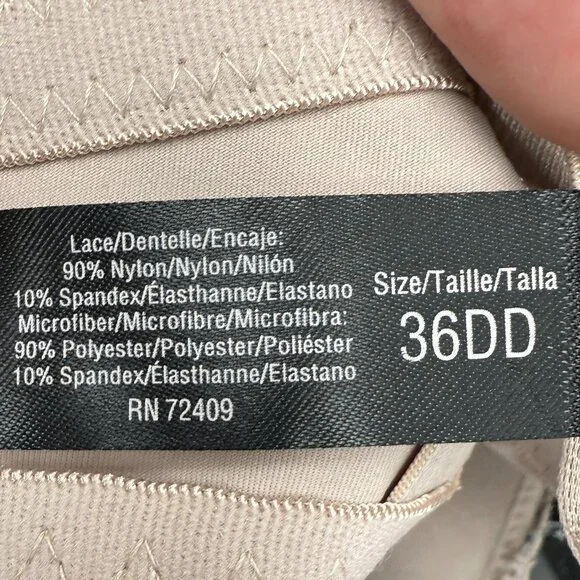 Lace/Dentelle/Encaje:
90% Nylon/Nylon/Nilón
10% Spandex/Élasthanne/Elastano
Microfiber/Microfibre/Microfibra:
90% Polyester/Polyester/Poliéster
10% Spandex/Élasthanne/Elastano
RN 72409
Size/Taille/Talla
36DD